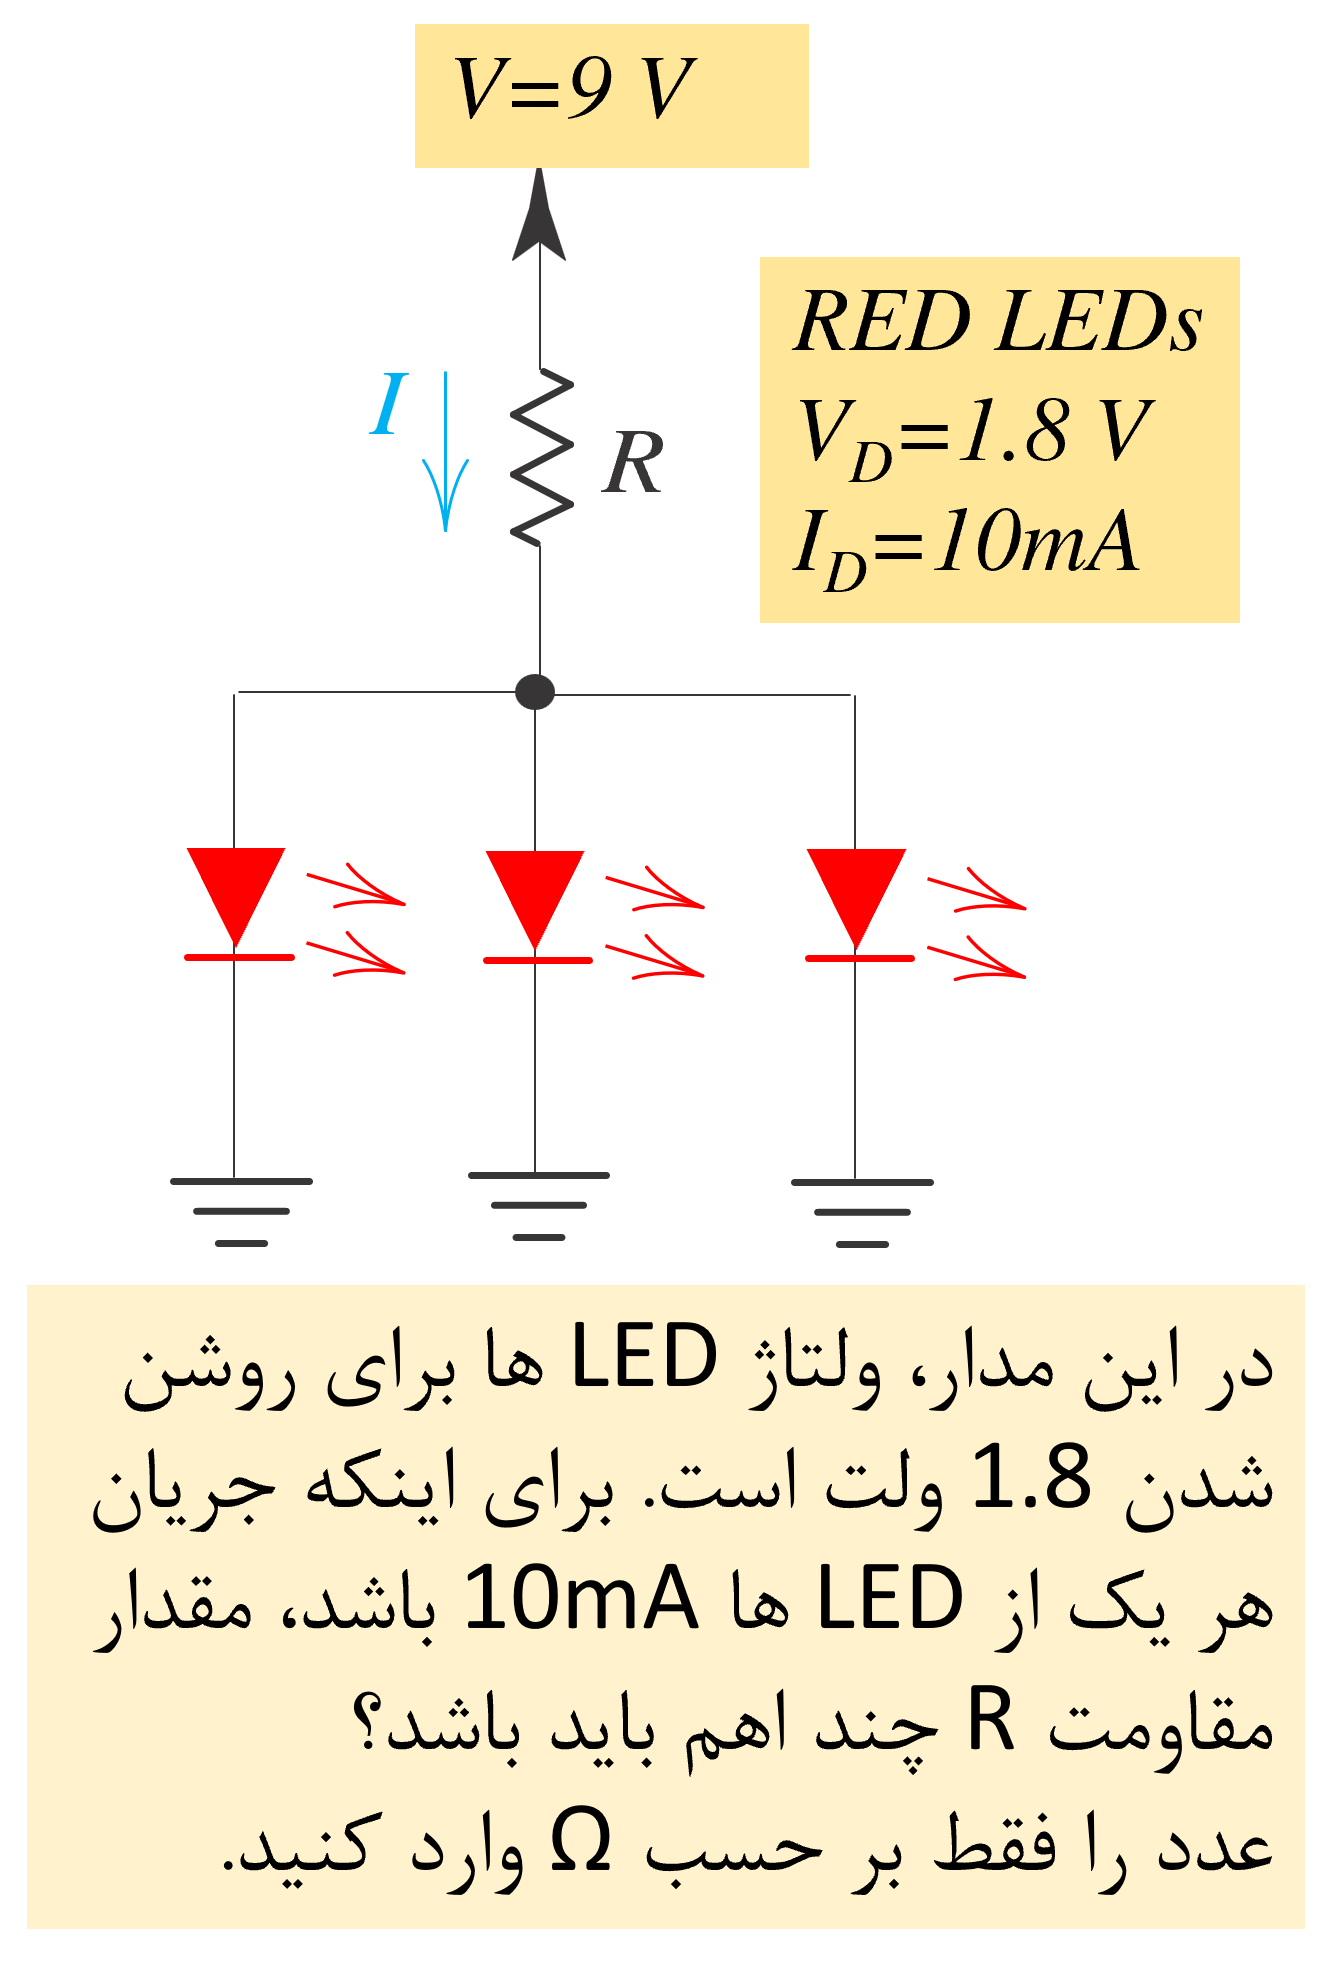 V=9 V
RED LEDs
V_D=1.8 V
I_D=10mA
I
R
در این مدار، ولتاژ LED ها برای روشن
شدن 1.8 ولت است. برای اینکه جریان
هر یک از LED ها 10mA باشد، مقدار
مقاومت R چند اهم باید باشد؟
عدد را فقط بر حسب Ω وارد کنید.